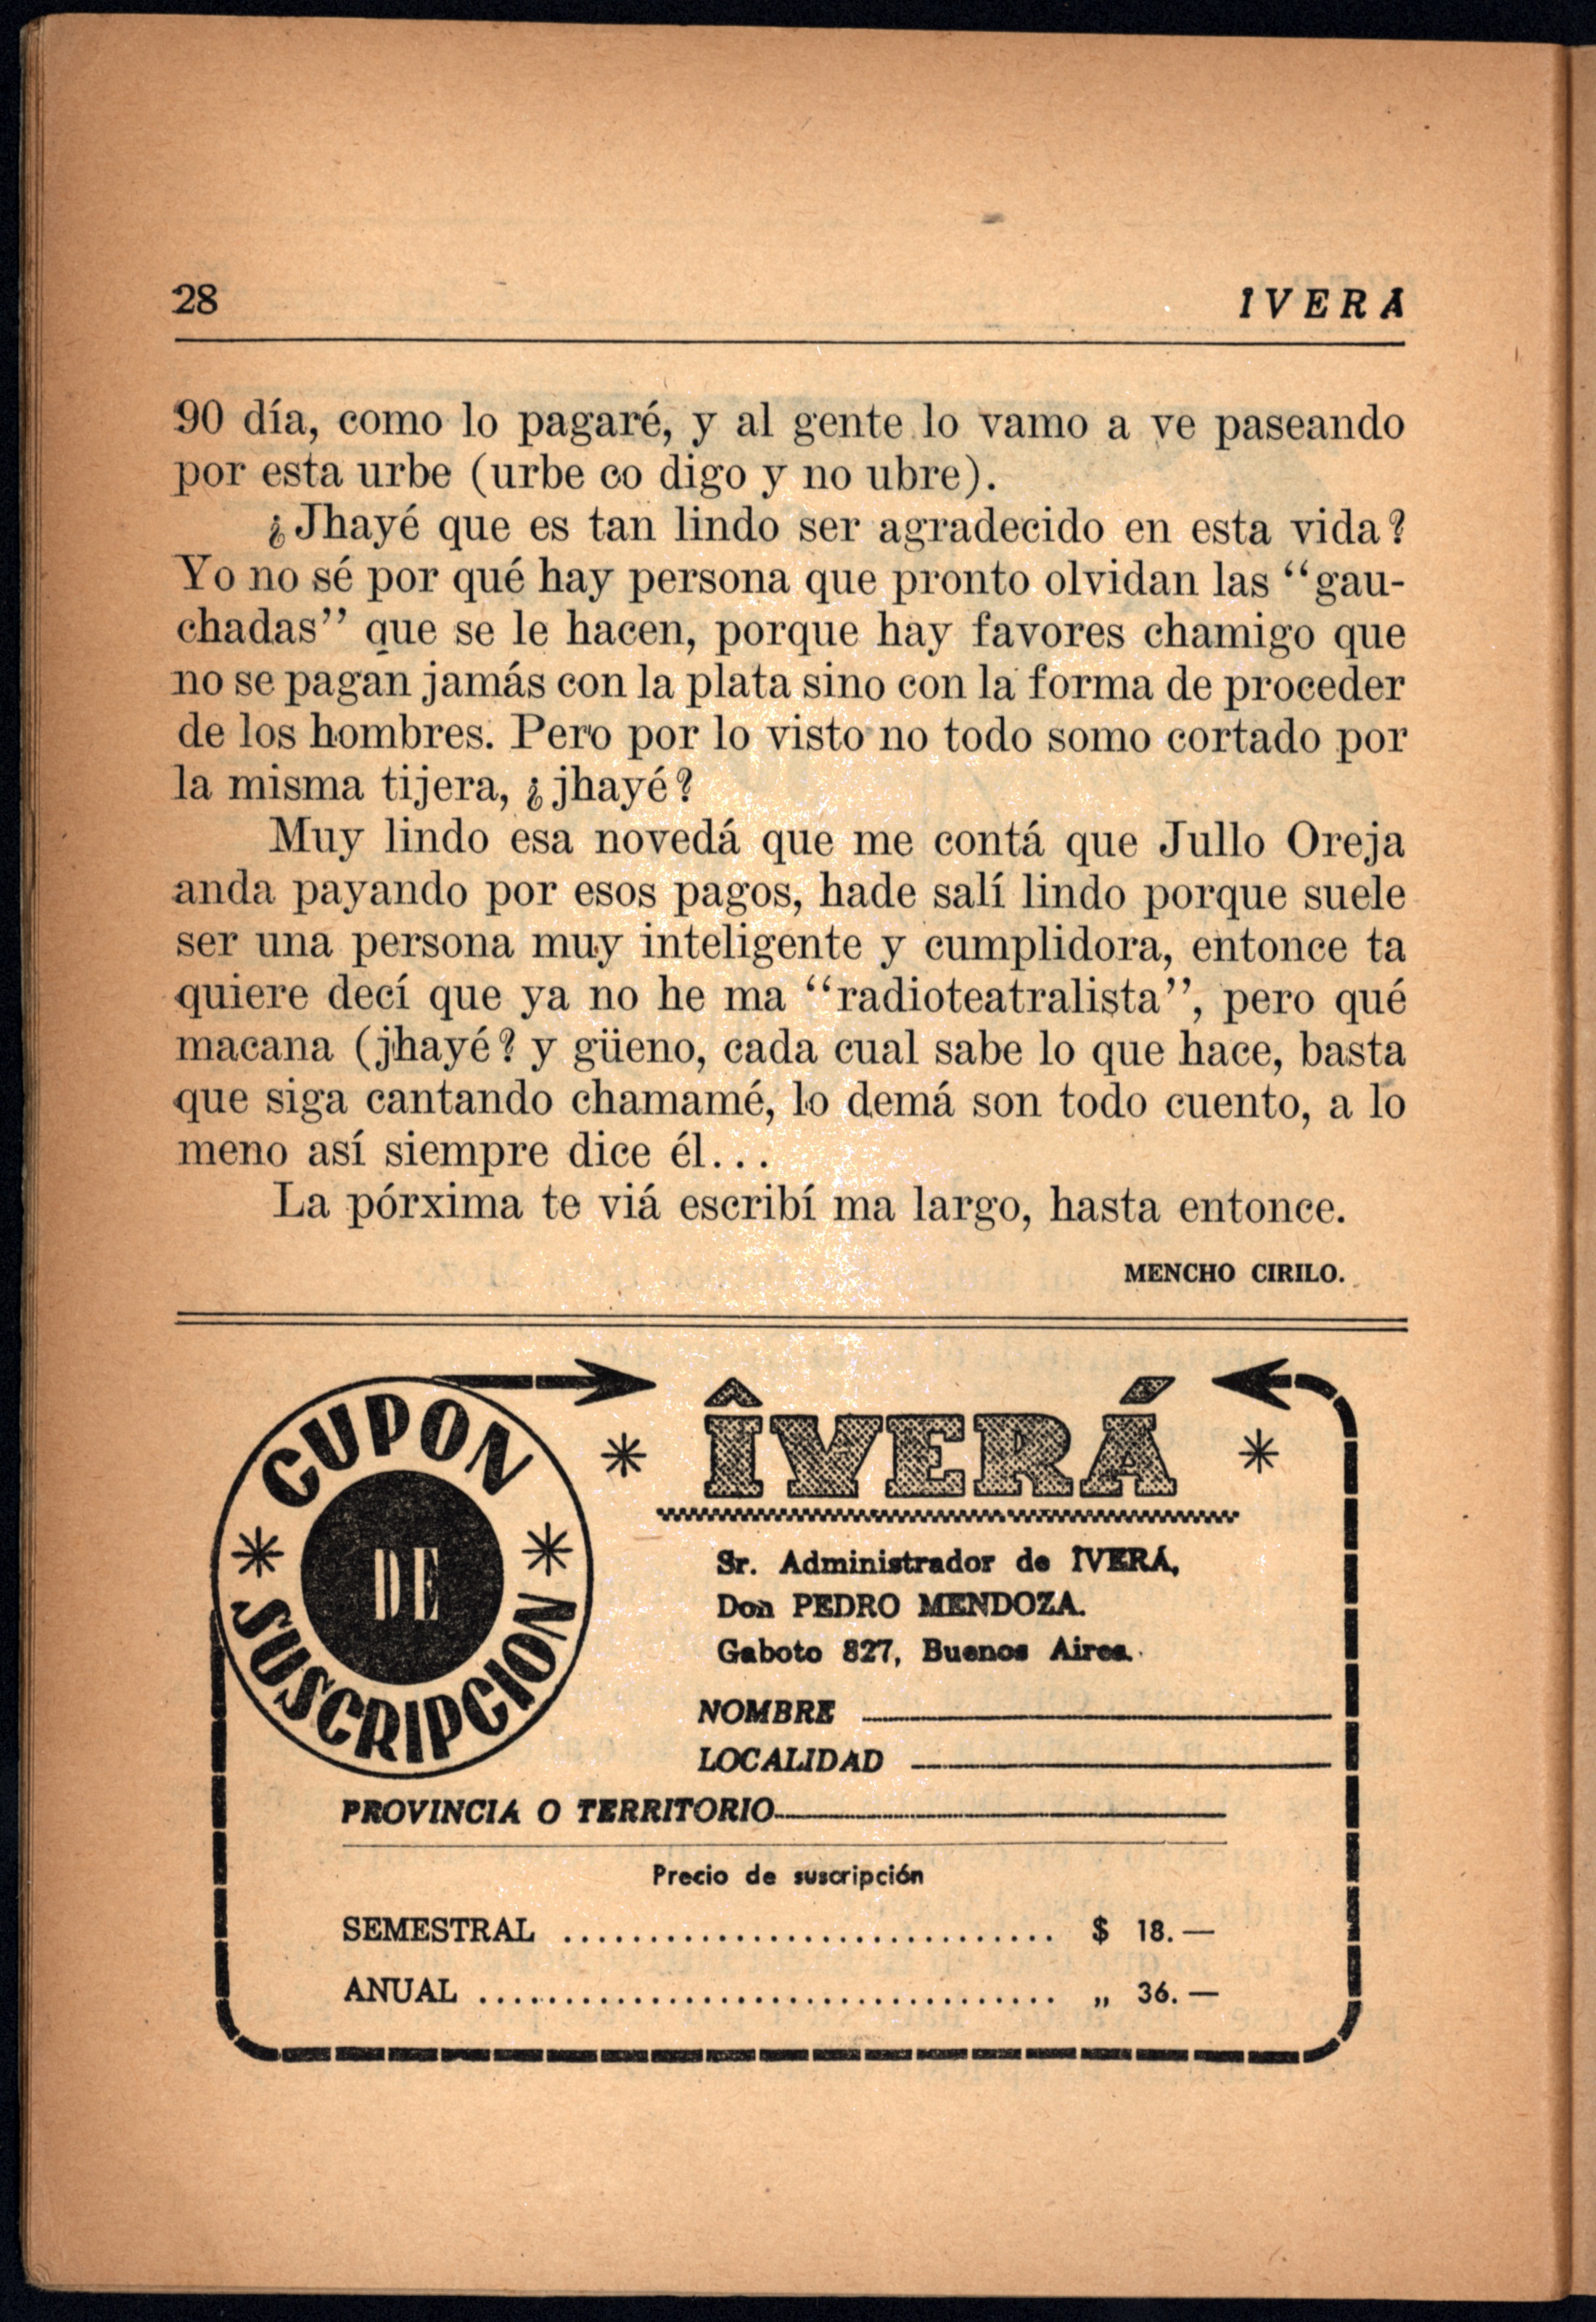 28
IVERA
90 día, como lo pagaré, y al gente lo vamo a ve paseando
por esta urbe (urbe co digo y no ubre).
¿Jhayé que es tan lindo ser agradecido en esta vida?
Yo no sé por qué hay persona que pronto olvidan las “gau-
chadas” que se le hacen, porque hay favores chamigo que
no se pagan jamás con la plata sino con la forma de proceder
de los hombres. Pero por lo visto no todo somo cortado por
la misma tijera, ¿jhayé?
Muy lindo esa novedá que me contá que Jullo Oreja
anda payando por esos pagos, hade salí lindo porque suele
ser una persona muy inteligente y cumplidora, entonce ta
quiere decí que ya no he ma “radioteatralista”, pero qué
macana (jhayé? y güeno, cada cual sabe lo que hace, basta
que siga cantando chamamé, lo demá son todo cuento, a lo
meno así siempre dice él...
La pórxima te viá escribí ma largo, hasta entonce.
MENCHO CIRILO.
CUPON
DE
SUSCRIPCION
* ÎVERÁ *
Sr. Administrador de ÎVERÁ,
Don PEDRO MENDOZA.
Gaboto 827, Buenos Aires.
NOMBRE
LOCALIDAD
PROVINCIA O TERRITORIO
Precio de suscripción
SEMESTRAL ............................. $ 18.—
ANUAL .................................. „ 36.—